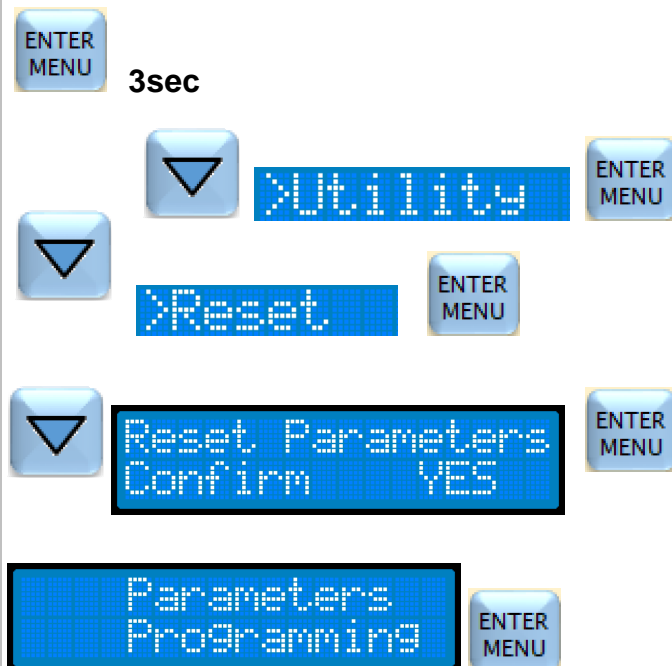 ENTER
MENU
3sec
>Utility
ENTER
MENU
>Reset
ENTER
MENU
Reset Parameters
Confirm YES
ENTER
MENU
Parameters
Programming
ENTER
MENU